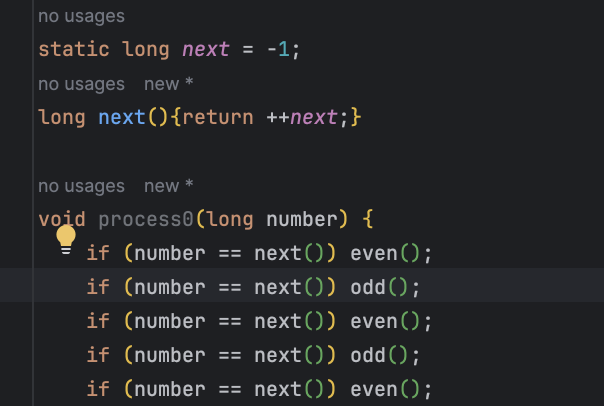 no usages
static long next = -1;
no usages new *
long next(){return ++next;}
no usages new *
void process0(long number) {
if (number == next()) even();
if (number == next()) odd();
if (number == next()) even();
if (number == next()) odd();
if (number == next()) even();